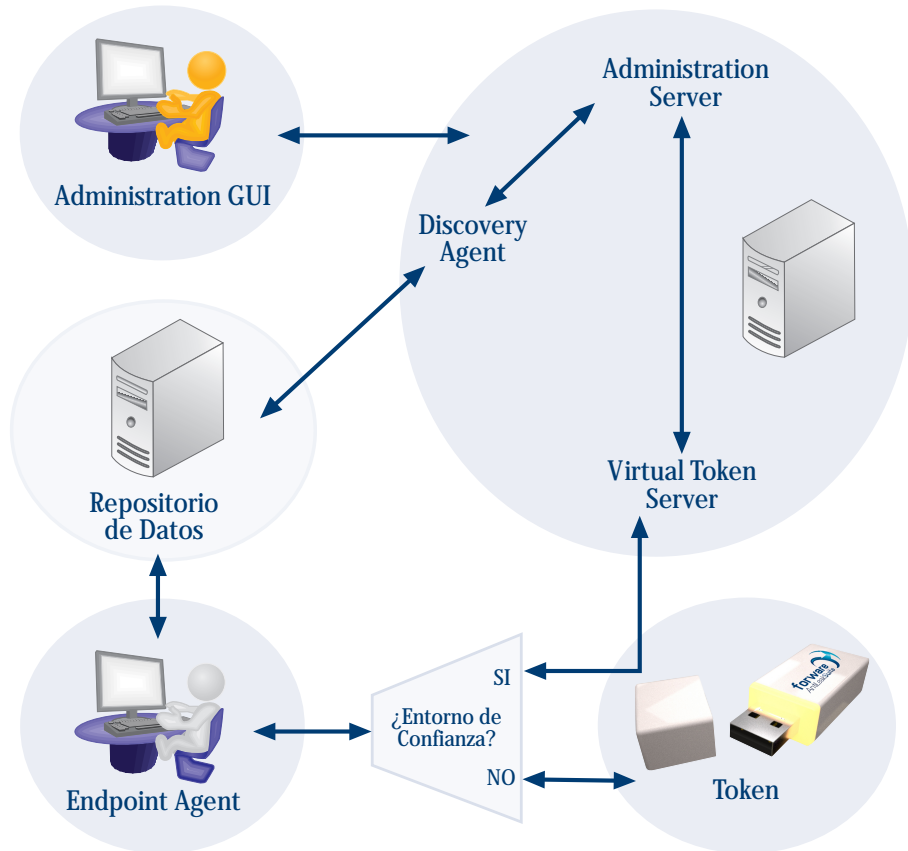 Administration
Server
Administration GUI
Discovery
Agent
Virtual Token
Server
Repositorio
de Datos
SI
¿Entorno de
Confianza?
NO
Endpoint Agent
forware
AntiLeakSuite
Token